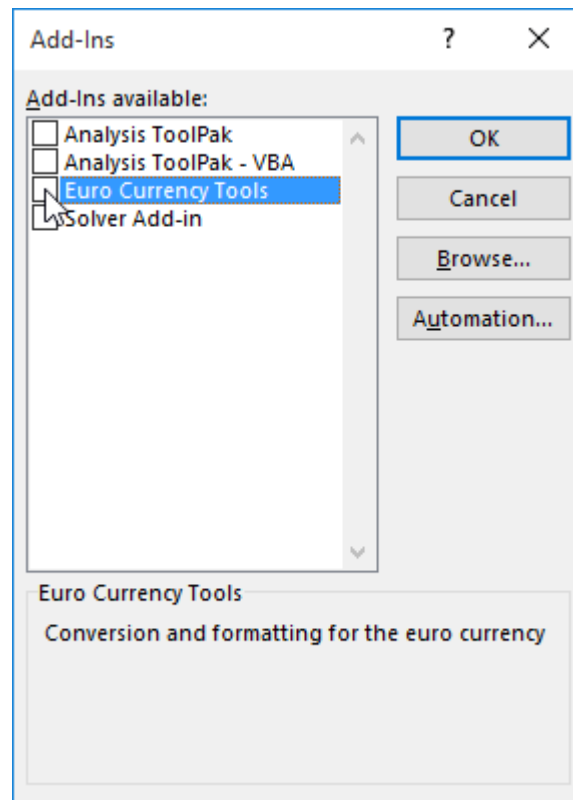 Add-Ins ?
Add-Ins available:
Analysis ToolPak
Analysis ToolPak - VBA
Euro Currency Tools
Solver Add-in
OK
Cancel
Browse...
Automation...
Euro Currency Tools
Conversion and formatting for the euro currency